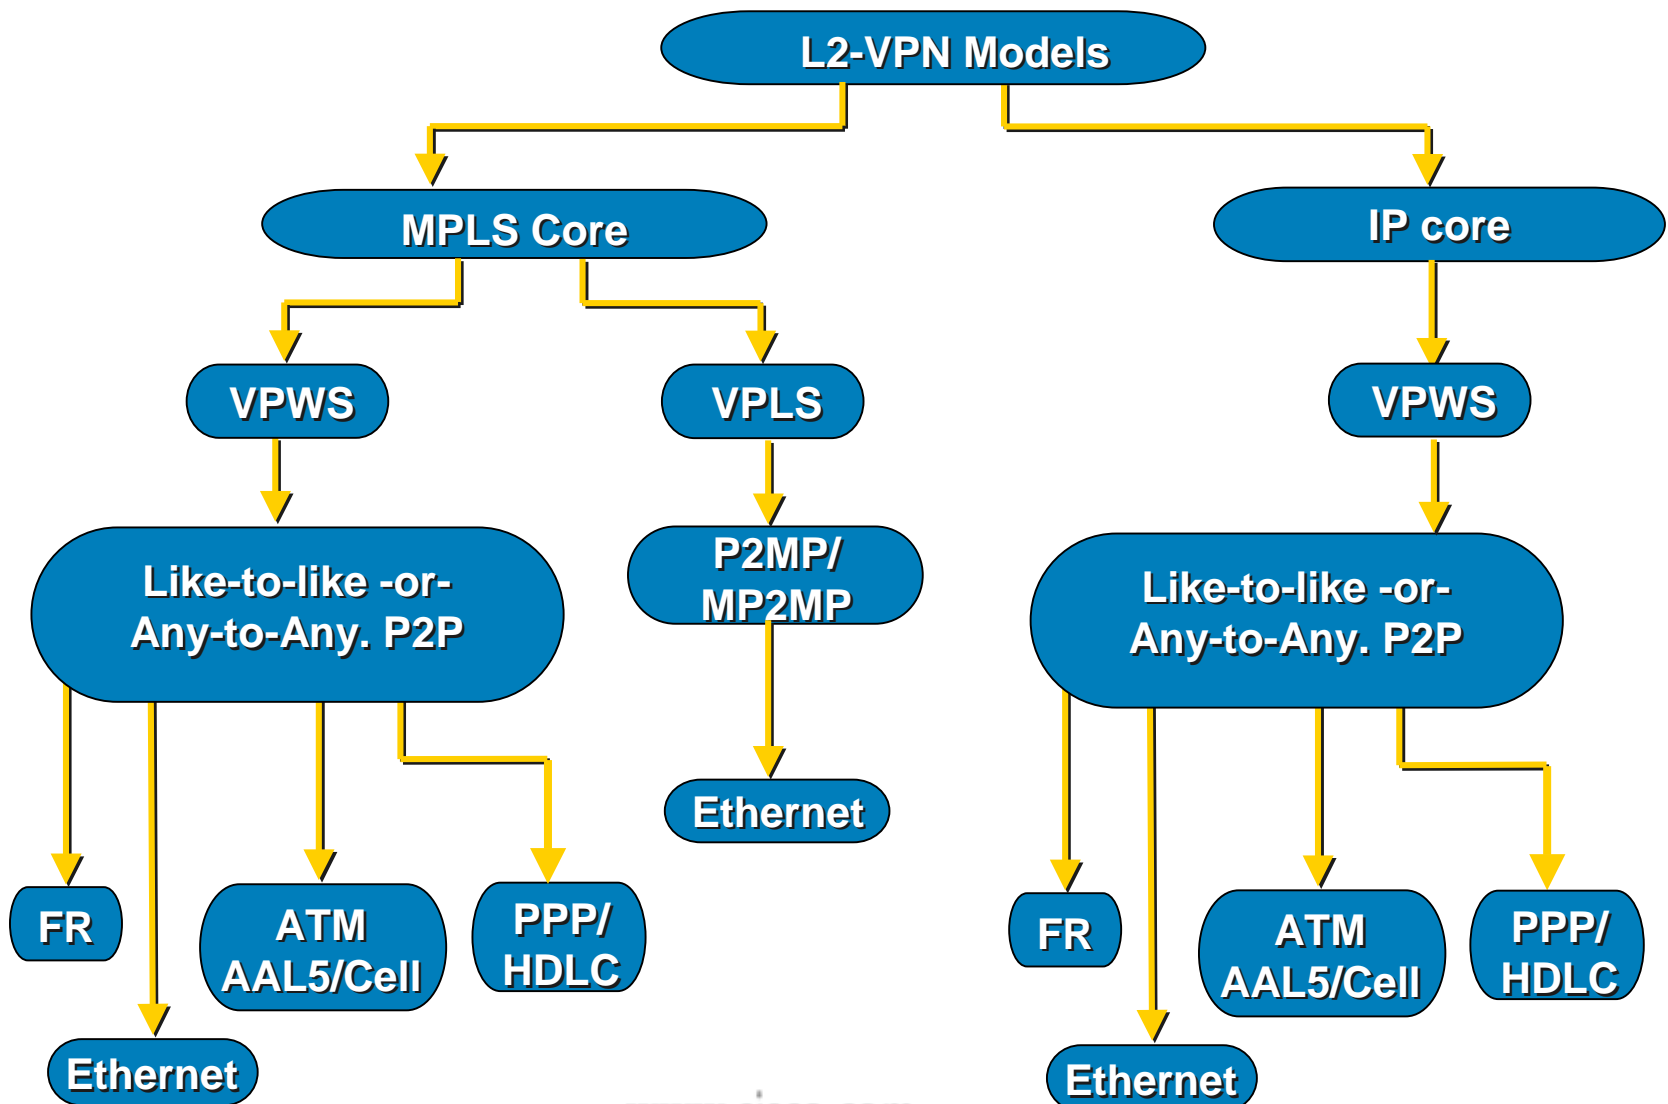 L2-VPN Models
MPLS Core
IP core
VPWS
VPLS
VPWS
Like-to-like -or-
Any-to-Any. P2P
P2MP/
MP2MP
Like-to-like -or-
Any-to-Any. P2P
Ethernet
FR
ATM
AAL5/Cell
PPP/
HDLC
FR
ATM
AAL5/Cell
PPP/
HDLC
Ethernet
Ethernet